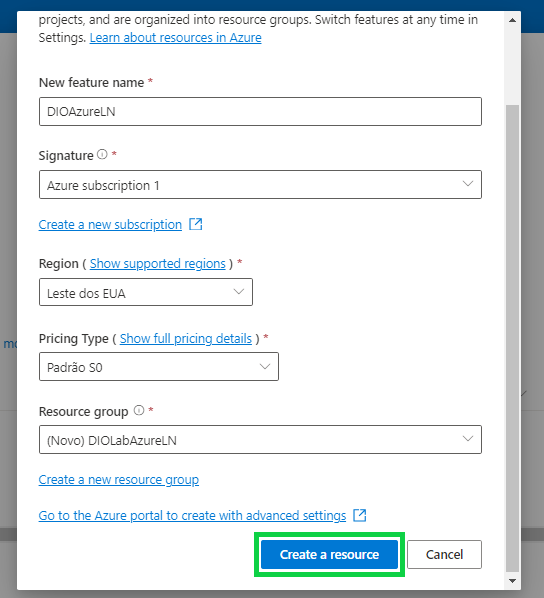 projects, and are organized into resource groups. Switch features at any time in
Settings. Learn about resources in Azure
New feature name *
DIOAzureLN
Signature *
Azure subscription 1
Create a new subscription
Region ( Show supported regions ) *
Leste dos EUA
Pricing Type ( Show full pricing details ) *
Padrão S0
Resource group *
(Novo) DIOLabAzureLN
Create a new resource group
Go to the Azure portal to create with advanced settings
Create a resource
Cancel